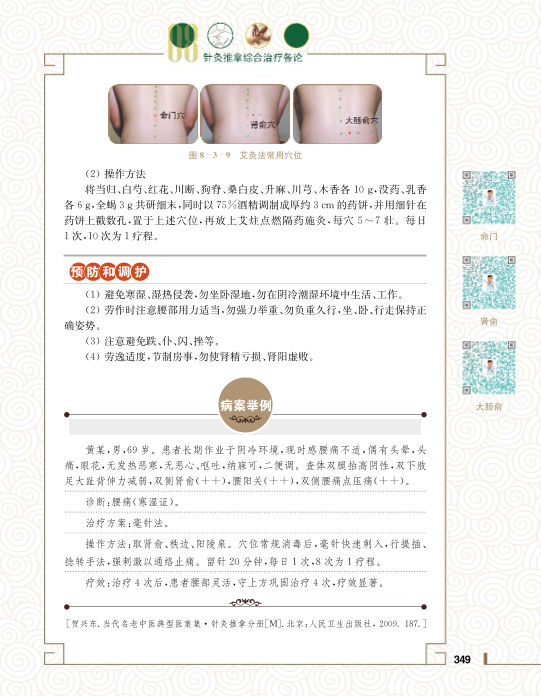 08
针灸推拿综合治疗各论
命门穴
肾俞穴
大肠俞穴
图8-3-9 艾灸法常用穴位
(2) 操作方法
将当归、白芍、红花、川断、狗脊、桑白皮、升麻、川芎、木香各 10 g,没药、乳香
各 6 g,全蝎 3 g 共研细末,同时以 75%酒精调制成厚约 3 cm 的药饼,并用细针在
药饼上戳数孔,置于上述穴位,再放上艾炷点燃隔药施灸,每穴 5~7 壮。每日
1 次,10 次为 1 疗程。
命门
预防和调护
(1) 避免寒湿、湿热侵袭,勿坐卧湿地,勿在阴冷潮湿环境中生活、工作。
(2) 劳作时注意腰部用力适当,勿强力举重、勿负重久行,坐、卧、行走保持正
确姿势。
肾俞
(3) 注意避免跌、仆、闪、挫等。
(4) 劳逸适度,节制房事,勿使肾精亏损、肾阳虚败。
大肠俞
病案举例
黄某,男,69 岁。患者长期作业于阴冷环境,现时感腰痛不适,偶有头晕,头
痛,眼花,无发热恶寒,无恶心、呕吐,纳寐可,二便调。查体双腿抬高阴性,双下肢
足大趾背伸力减弱,双侧肾俞(++),腰阳关(++),双侧腰痛点压痛(++)。
诊断:腰痛(寒湿证)。
治疗方案:毫针法。
操作方法:取肾俞、秩边、阳陵泉。穴位常规消毒后,毫针快速刺入,行提插、
捻转手法,强刺激以通络止痛。留针 20 分钟,每日 1 次,8 次为 1 疗程。
疗效:治疗 4 次后,患者腰部灵活,守上方巩固治疗 4 次,疗效显著。
[贺兴东. 当代名老中医典型医案集·针灸推拿分册[M]. 北京:人民卫生出版社, 2009. 187.]
349